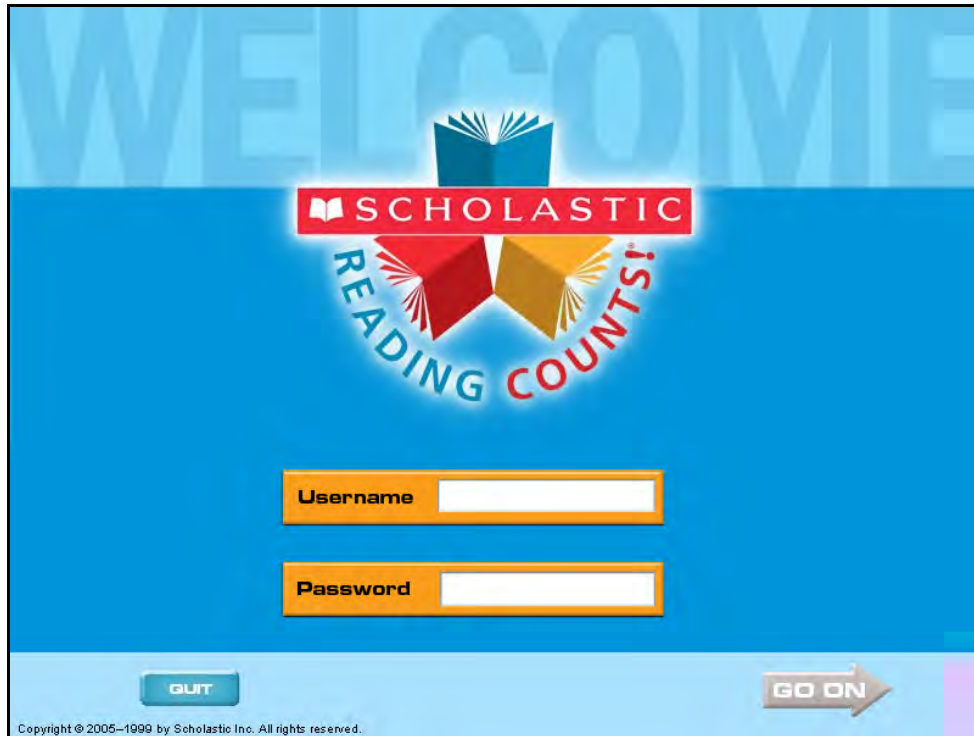 WELCOME
SCHOLASTIC
READING COUNTS!®
Username
Password
QUIT
GO ON
Copyright © 2005–1999 by Scholastic Inc. All rights reserved.